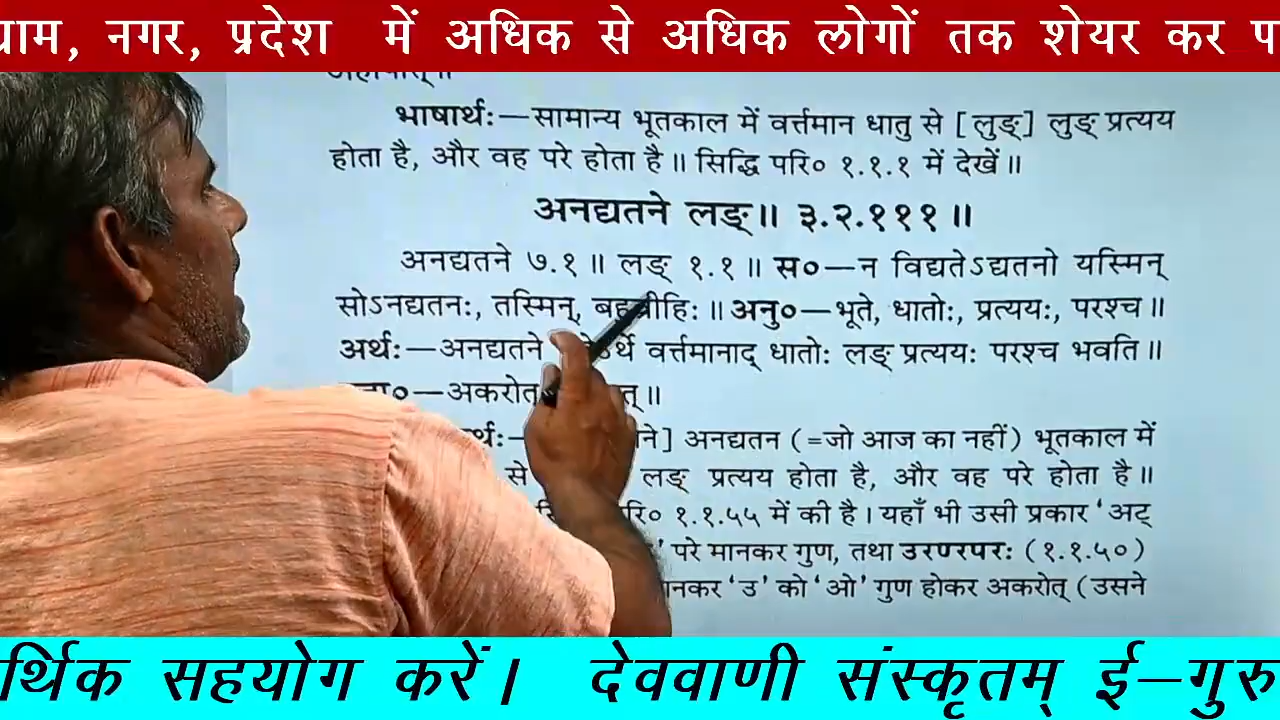 ग्राम, नगर, प्रदेश में अधिक से अधिक लोगों तक शेयर कर प
भाषार्थः—सामान्य भूतकाल में वर्त्तमान धातु से [लुङ्] लुङ् प्रत्यय
होता है, और वह परे होता है॥ सिद्धि परि० १.१.१ में देखें॥
अनद्यतने लङ्॥ ३.२.१११॥
अनद्यतने ७.१॥ लङ् १.१॥ स०—न विद्यतेऽद्यतनो यस्मिन्
सोऽनद्यतनः, तस्मिन्, बहुव्रीहिः॥ अनु०—भूते, धातोः, प्रत्ययः, परश्च॥
अर्थः—अनद्यतने वर्त्तमानाद् धातोः लङ् प्रत्ययः परश्च भवति॥
अकरोत्
अनद्यतन (=जो आज का नहीं) भूतकाल में
से लङ् प्रत्यय होता है, और वह परे होता है॥
१.१.५५ में की है। यहाँ भी उसी प्रकार 'अट्
परे मानकर गुण, तथा उरण्रपरः (१.१.५०)
'उ' को 'ओ' गुण होकर अकरोत् (उसने
र्थिक सहयोग करें। देववाणी संस्कृतम् ई–गुरु